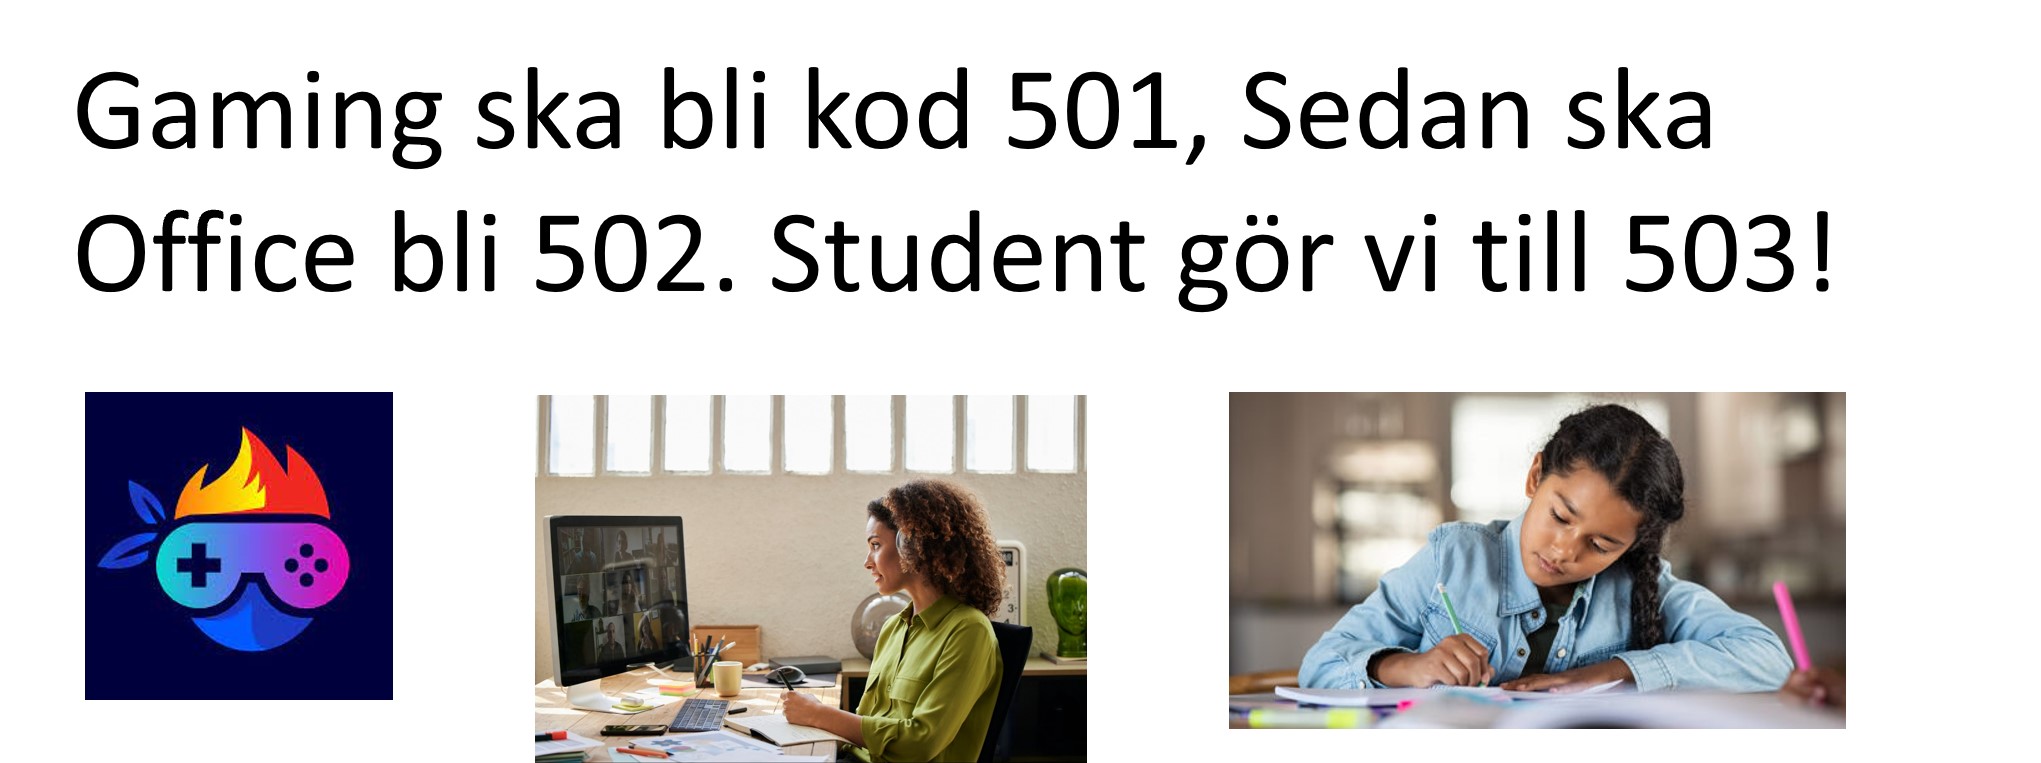 Gaming ska bli kod 501, Sedan ska
Office bli 502. Student gör vi till 503!